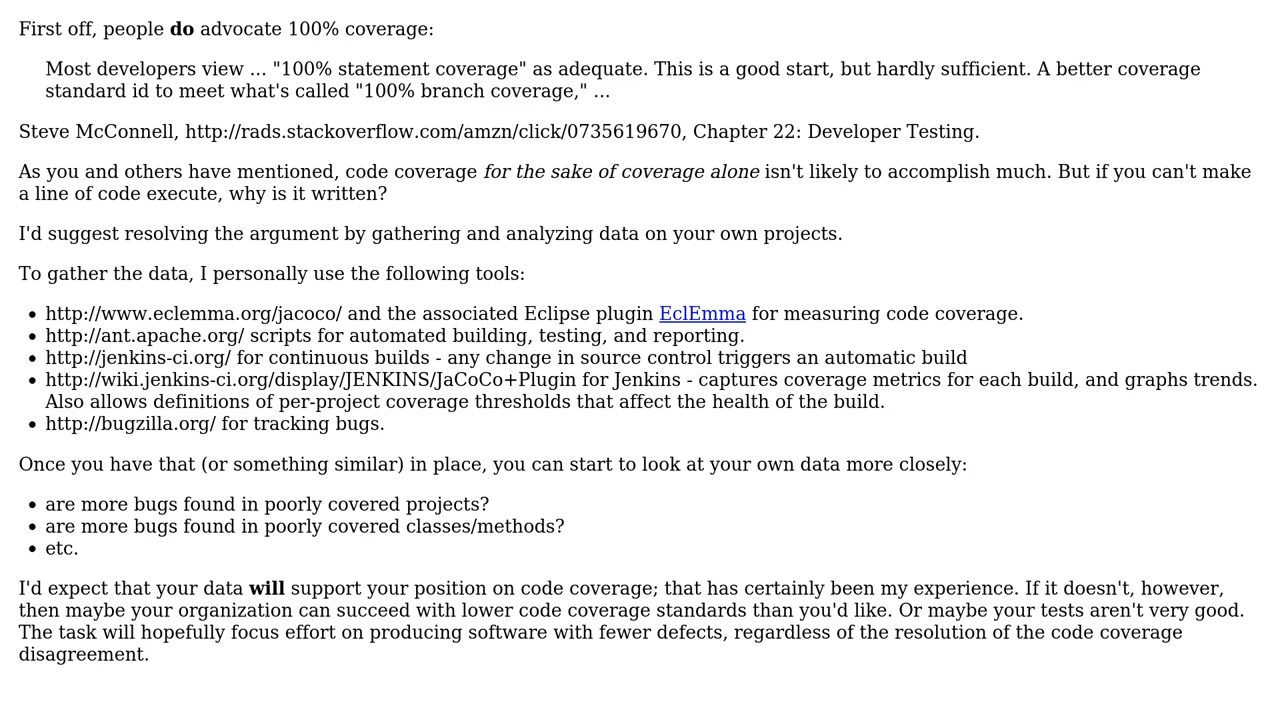 First off, people do advocate 100% coverage:
Most developers view ... "100% statement coverage" as adequate. This is a good start, but hardly sufficient. A better coverage
standard id to meet what's called "100% branch coverage," ...
Steve McConnell, http://rads.stackoverflow.com/amzn/click/0735619670, Chapter 22: Developer Testing.
As you and others have mentioned, code coverage for the sake of coverage alone isn't likely to accomplish much. But if you can't make
a line of code execute, why is it written?
I'd suggest resolving the argument by gathering and analyzing data on your own projects.
To gather the data, I personally use the following tools:
• http://www.eclemma.org/jacoco/ and the associated Eclipse plugin EclEmma for measuring code coverage.
• http://ant.apache.org/ scripts for automated building, testing, and reporting.
• http://jenkins-ci.org/ for continuous builds - any change in source control triggers an automatic build
• http://wiki.jenkins-ci.org/display/JENKINS/JaCoCo+Plugin for Jenkins - captures coverage metrics for each build, and graphs trends.
Also allows definitions of per-project coverage thresholds that affect the health of the build.
• http://bugzilla.org/ for tracking bugs.
Once you have that (or something similar) in place, you can start to look at your own data more closely:
• are more bugs found in poorly covered projects?
• are more bugs found in poorly covered classes/methods?
• etc.
I'd expect that your data will support your position on code coverage; that has certainly been my experience. If it doesn't, however,
then maybe your organization can succeed with lower code coverage standards than you'd like. Or maybe your tests aren't very good.
The task will hopefully focus effort on producing software with fewer defects, regardless of the resolution of the code coverage
disagreement.